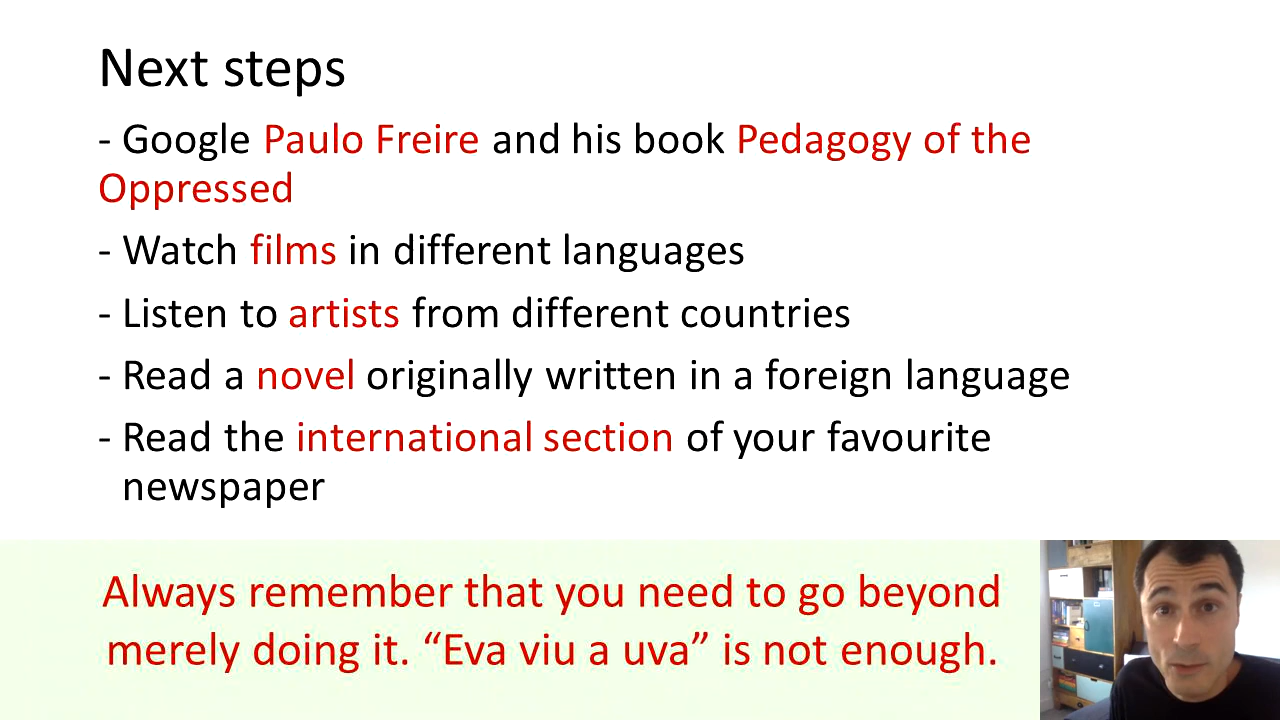 Next steps
- Google Paulo Freire and his book Pedagogy of the
Oppressed
- Watch films in different languages
- Listen to artists from different countries
- Read a novel originally written in a foreign language
- Read the international section of your favourite
newspaper
Always remember that you need to go beyond
merely doing it. “Eva viu a uva” is not enough.